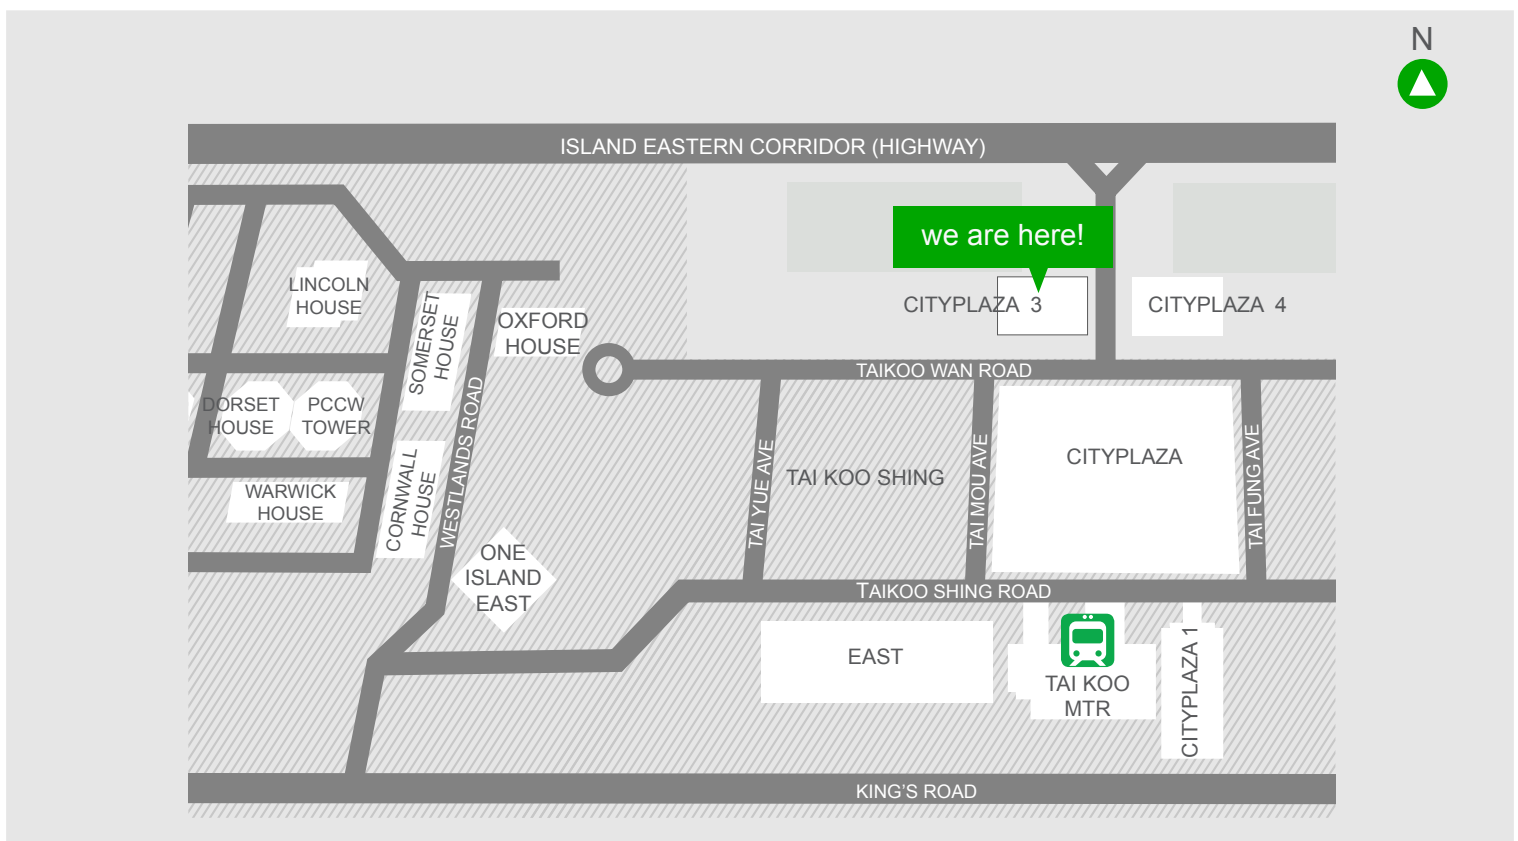 N
ISLAND EASTERN CORRIDOR (HIGHWAY)
we are here!
LINCOLN
HOUSE
SOMERSET
HOUSE
OXFORD
HOUSE
CITYPLAZA 3
CITYPLAZA 4
TAIKOO WAN ROAD
DORSET
HOUSE
PCCW
TOWER
WESTLANDS ROAD
TAI YUE AVE
TAI KOO SHING
TAI MOU AVE
CITYPLAZA
TAI FUNG AVE
WARWICK
HOUSE
CORNWALL
HOUSE
ONE
ISLAND
EAST
TAIKOO SHING ROAD
EAST
TAI KOO
MTR
CITYPLAZA 1
KING'S ROAD